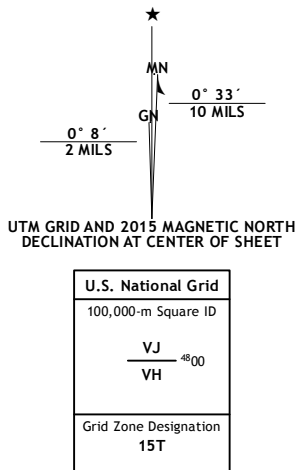 ★
MN
0° 33´
10 MILS
GN
0° 8´
2 MILS
UTM GRID AND 2015 MAGNETIC NORTH
DECLINATION AT CENTER OF SHEET
U.S. National Grid
100,000-m Square ID
VJ
4800
VH
Grid Zone Designation
15T